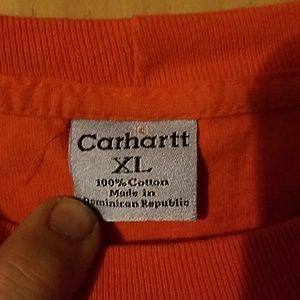 Carhartt
XL
100% Cotton
Made in
Dominican Republic